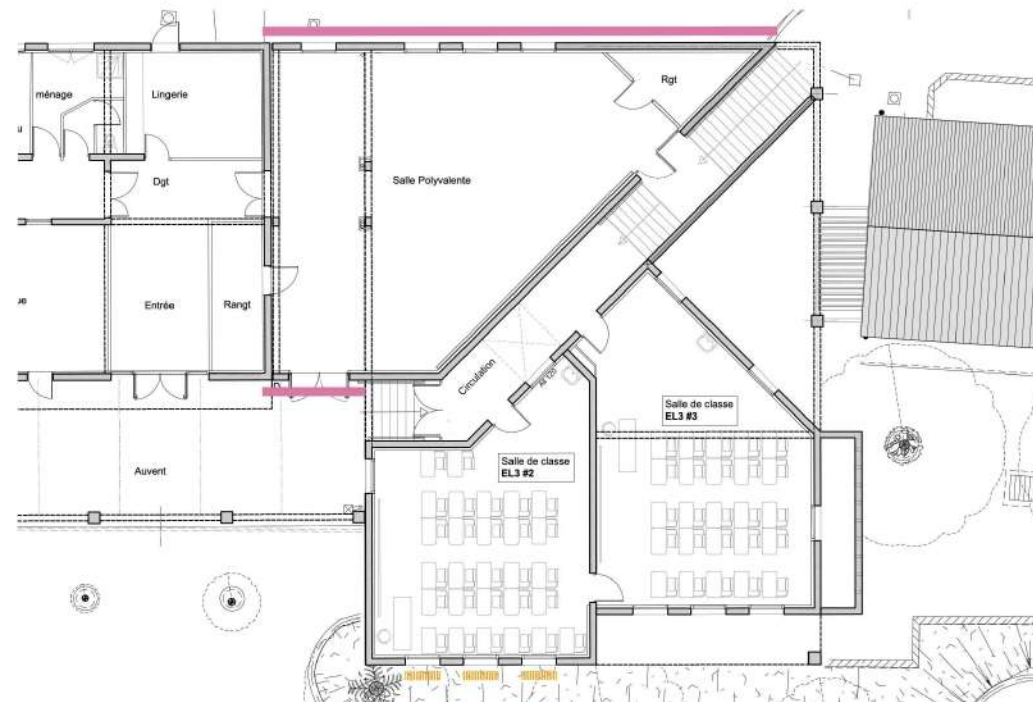 ménage
Lingerie
Rgt
Dgt
Salle Polyvalente
Entrée
Rangt
Circulation
Salle de classe
EL3 #3
Salle de classe
EL3 #2
Auvent